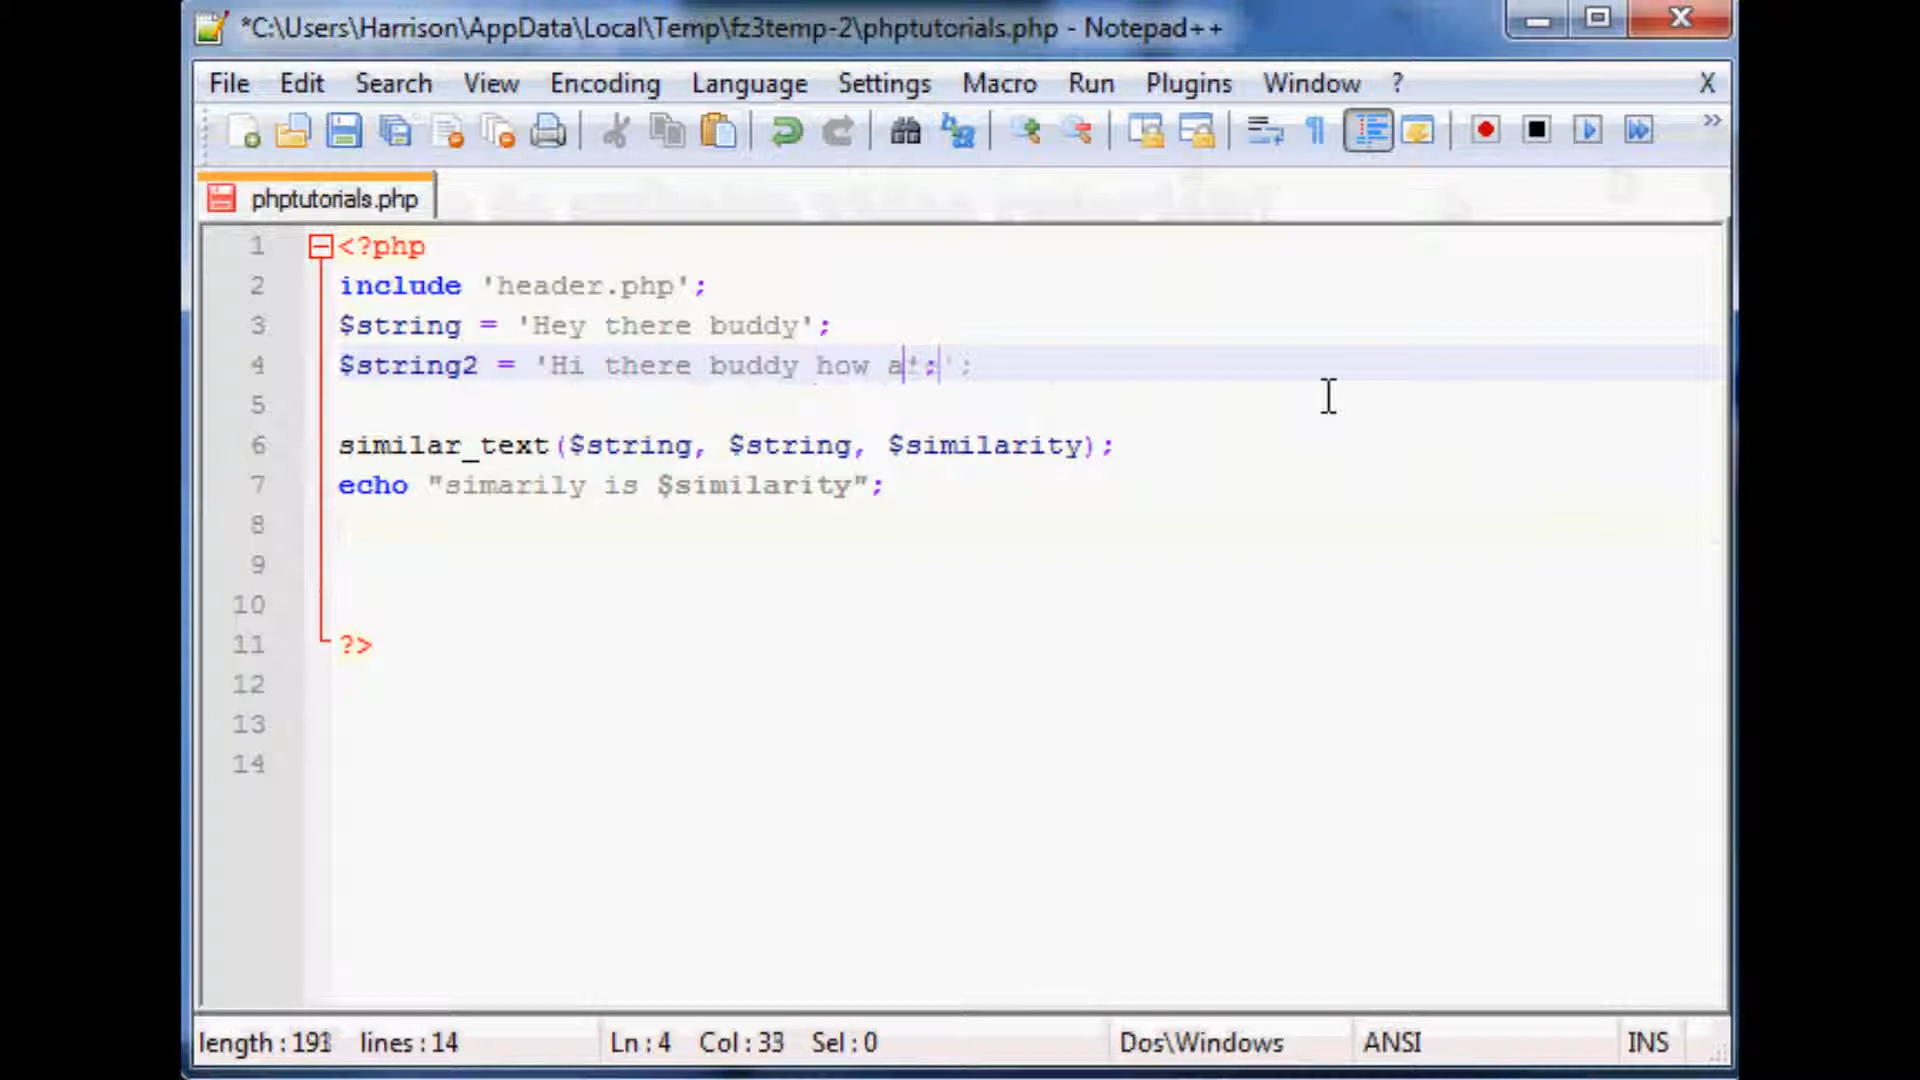 *C:\Users\Harrison\AppData\Local\Temp\fz3temp-2\phptutorials.php - Notepad++
File Edit Search View Encoding Language Settings Macro Run Plugins Window ? X
phptutorials.php
1 <?php
2 include 'header.php';
3 $string = 'Hey there buddy';
4 $string2 = 'Hi there buddy how a';
5
6 similar_text($string, $string, $similarity);
7 echo "simarily is $similarity";
8
9
10
11 ?>
12
13
14
length : 191 lines : 14 Ln : 4 Col : 33 Sel : 0 Dos\Windows ANSI INS